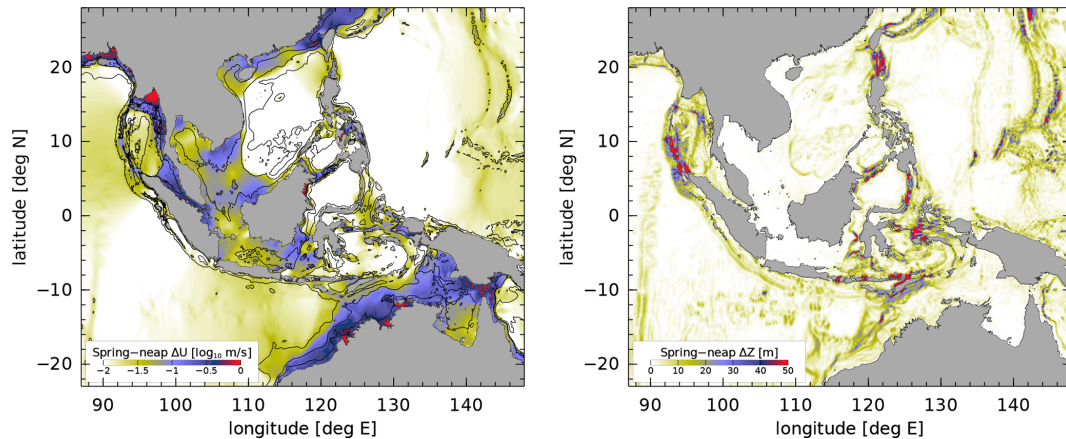 20
10
0
−10
−20
latitude [deg N]
Spring−neap ΔU [log₁₀ m/s]
−2 −1.5 −1 −0.5 0
90 100 110 120 130 140
longitude [deg E]
20
10
0
−10
−20
latitude [deg N]
Spring−neap ΔZ [m]
0 10 20 30 40 50
90 100 110 120 130 140
longitude [deg E]